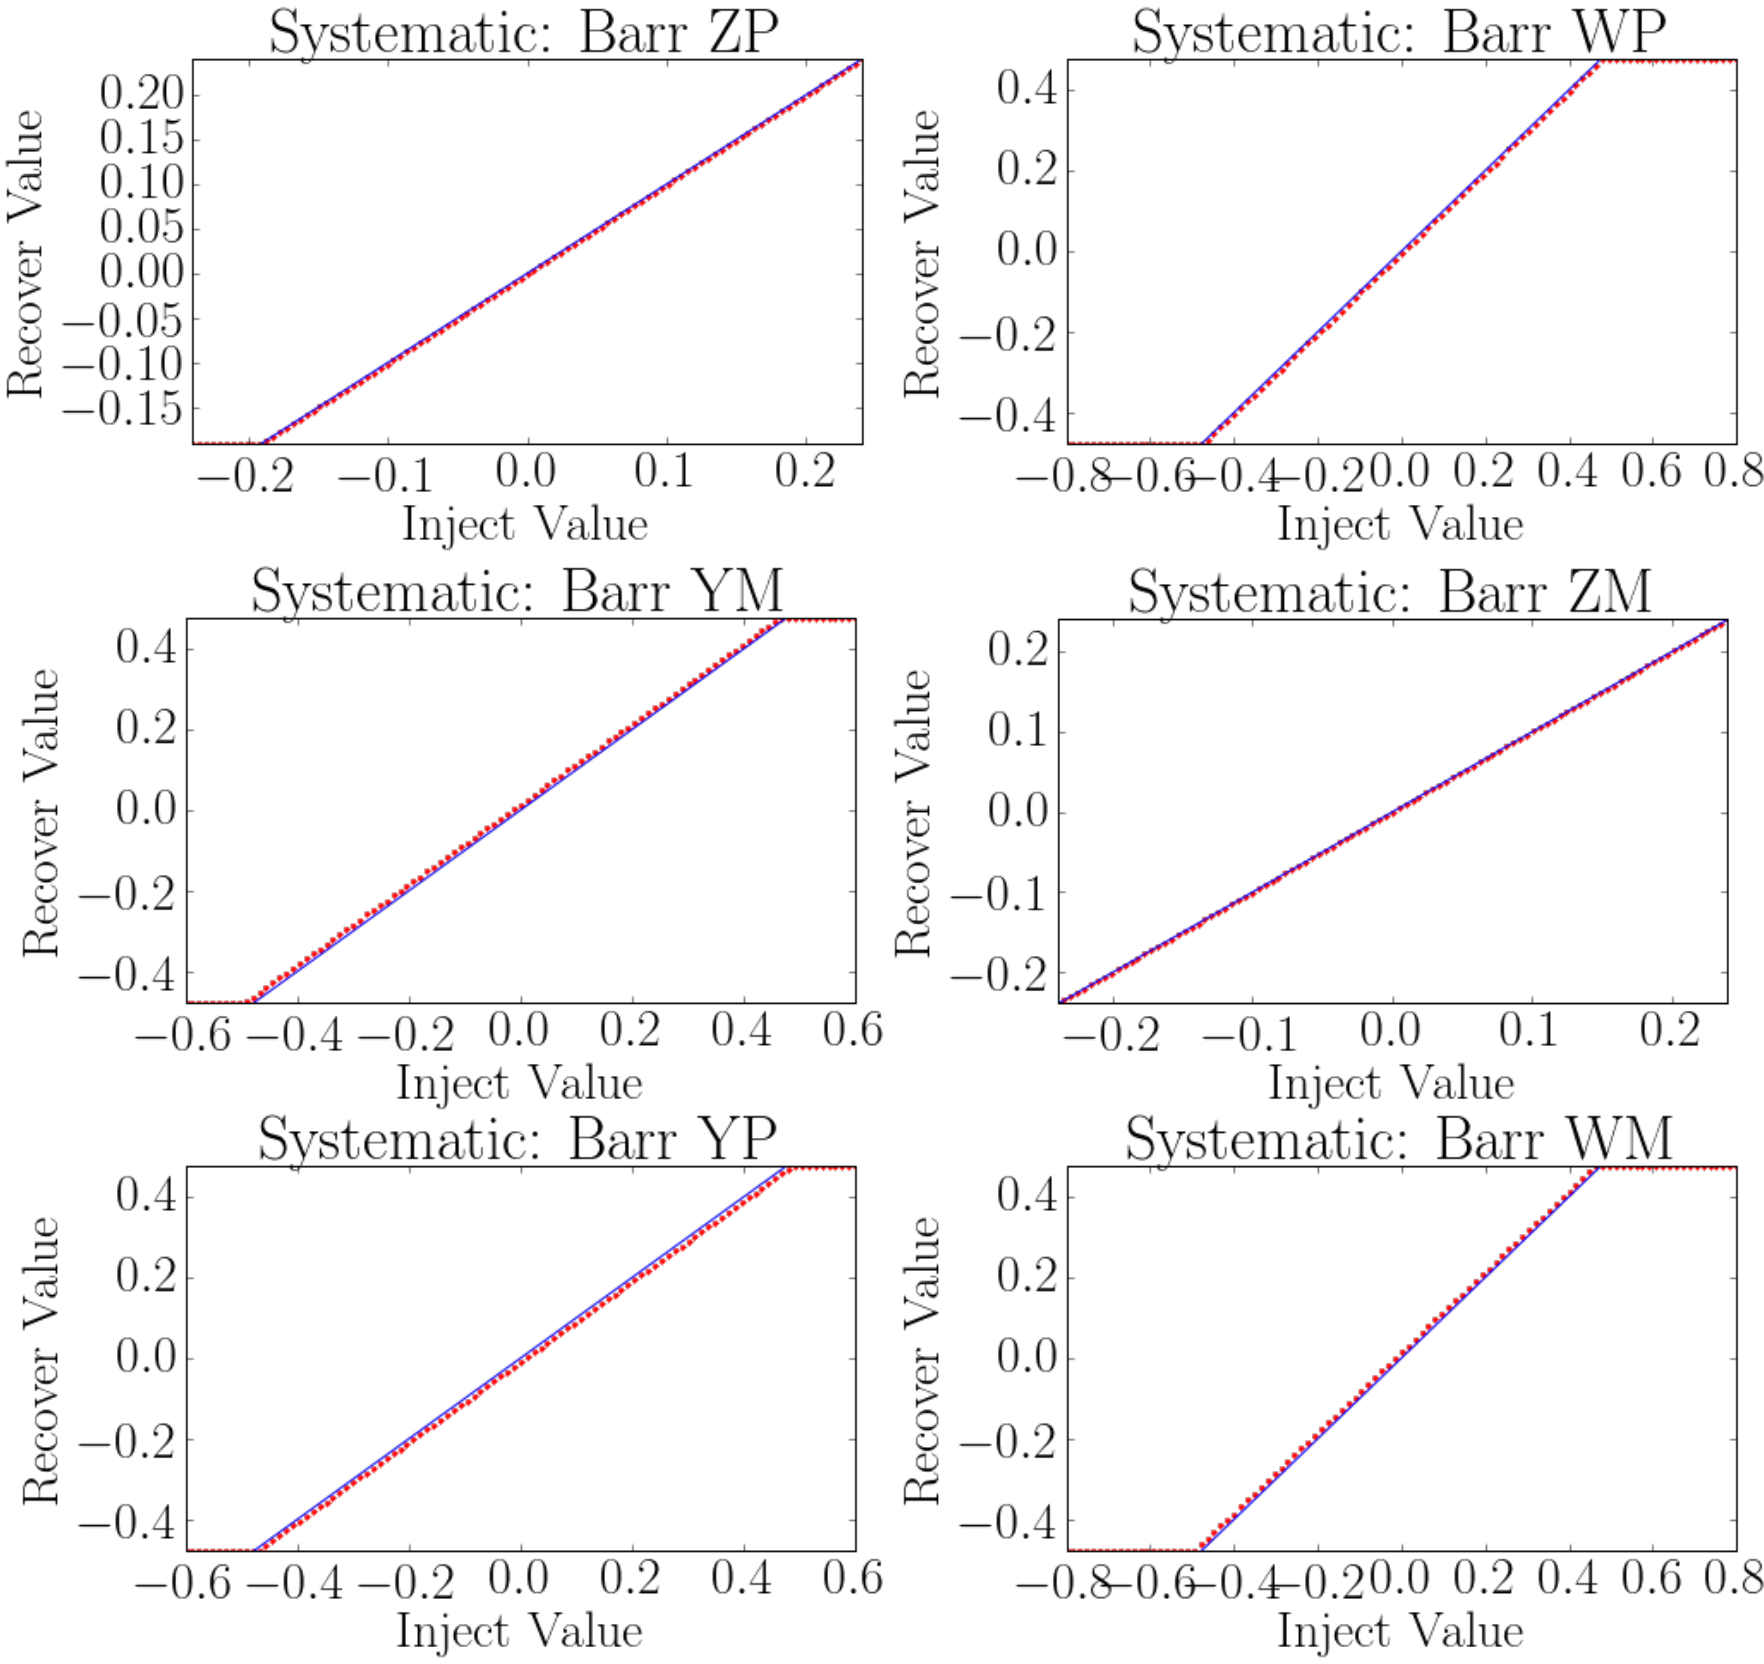 Systematic: Barr ZP
Recover Value
0.20
0.15
0.10
0.05
0.00
−0.05
−0.10
−0.15
−0.2 −0.1 0.0 0.1 0.2
Inject Value
Systematic: Barr WP
Recover Value
0.4
0.2
0.0
−0.2
−0.4
−0.8 −0.6 −0.4 −0.2 0.0 0.2 0.4 0.6 0.8
Inject Value
Systematic: Barr YM
Recover Value
0.4
0.2
0.0
−0.2
−0.4
−0.6 −0.4 −0.2 0.0 0.2 0.4 0.6
Inject Value
Systematic: Barr ZM
Recover Value
0.2
0.1
0.0
−0.1
−0.2
−0.2 −0.1 0.0 0.1 0.2
Inject Value
Systematic: Barr YP
Recover Value
0.4
0.2
0.0
−0.2
−0.4
−0.6 −0.4 −0.2 0.0 0.2 0.4 0.6
Inject Value
Systematic: Barr WM
Recover Value
0.4
0.2
0.0
−0.2
−0.4
−0.8 −0.6 −0.4 −0.2 0.0 0.2 0.4 0.6 0.8
Inject Value